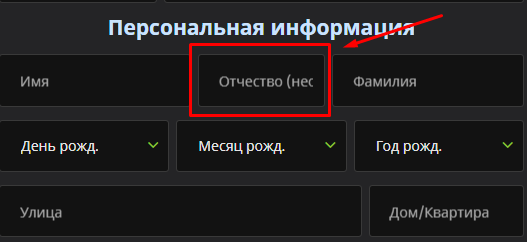 Персональная информация
Имя Отчество (нес Фамилия
День рожд. Месяц рожд. Год рожд.
Улица Дом/Квартира